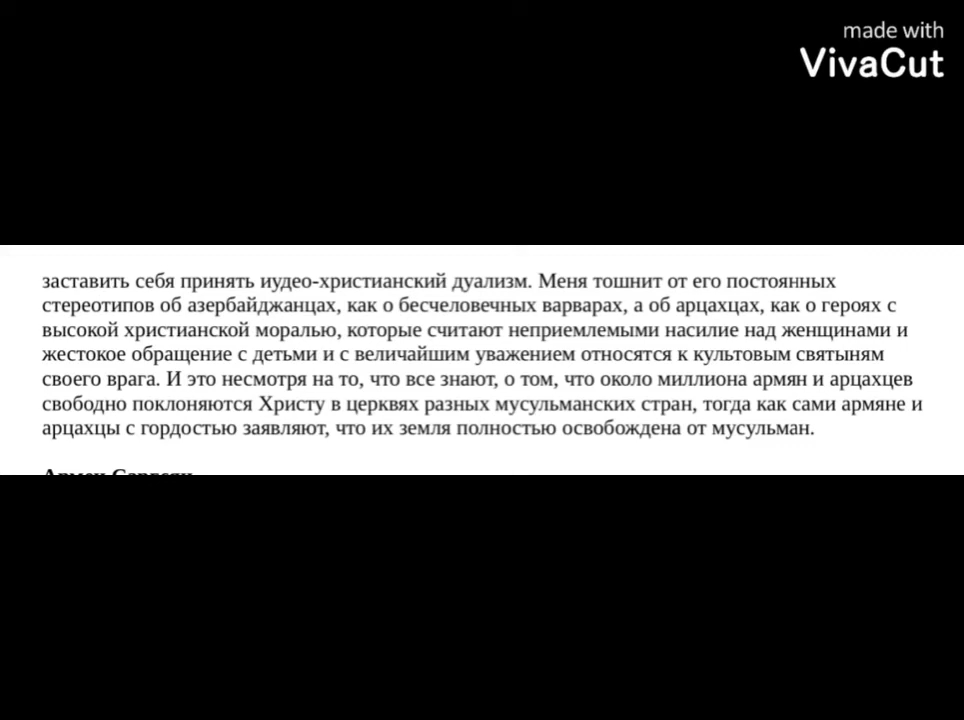 made with
VivaCut
заставить себя принять иудео-христианский дуализм. Меня тошнит от его постоянных
стереотипов об азербайджанцах, как о бесчеловечных варварах, а об арцахцах, как о героях с
высокой христианской моралью, которые считают неприемлемыми насилие над женщинами и
жестокое обращение с детьми и с величайшим уважением относятся к культовым святыням
своего врага. И это несмотря на то, что все знают, о том, что около миллиона армян и арцахцев
свободно поклоняются Христу в церквях разных мусульманских стран, тогда как сами армяне и
арцахцы с гордостью заявляют, что их земля полностью освобождена от мусульман.